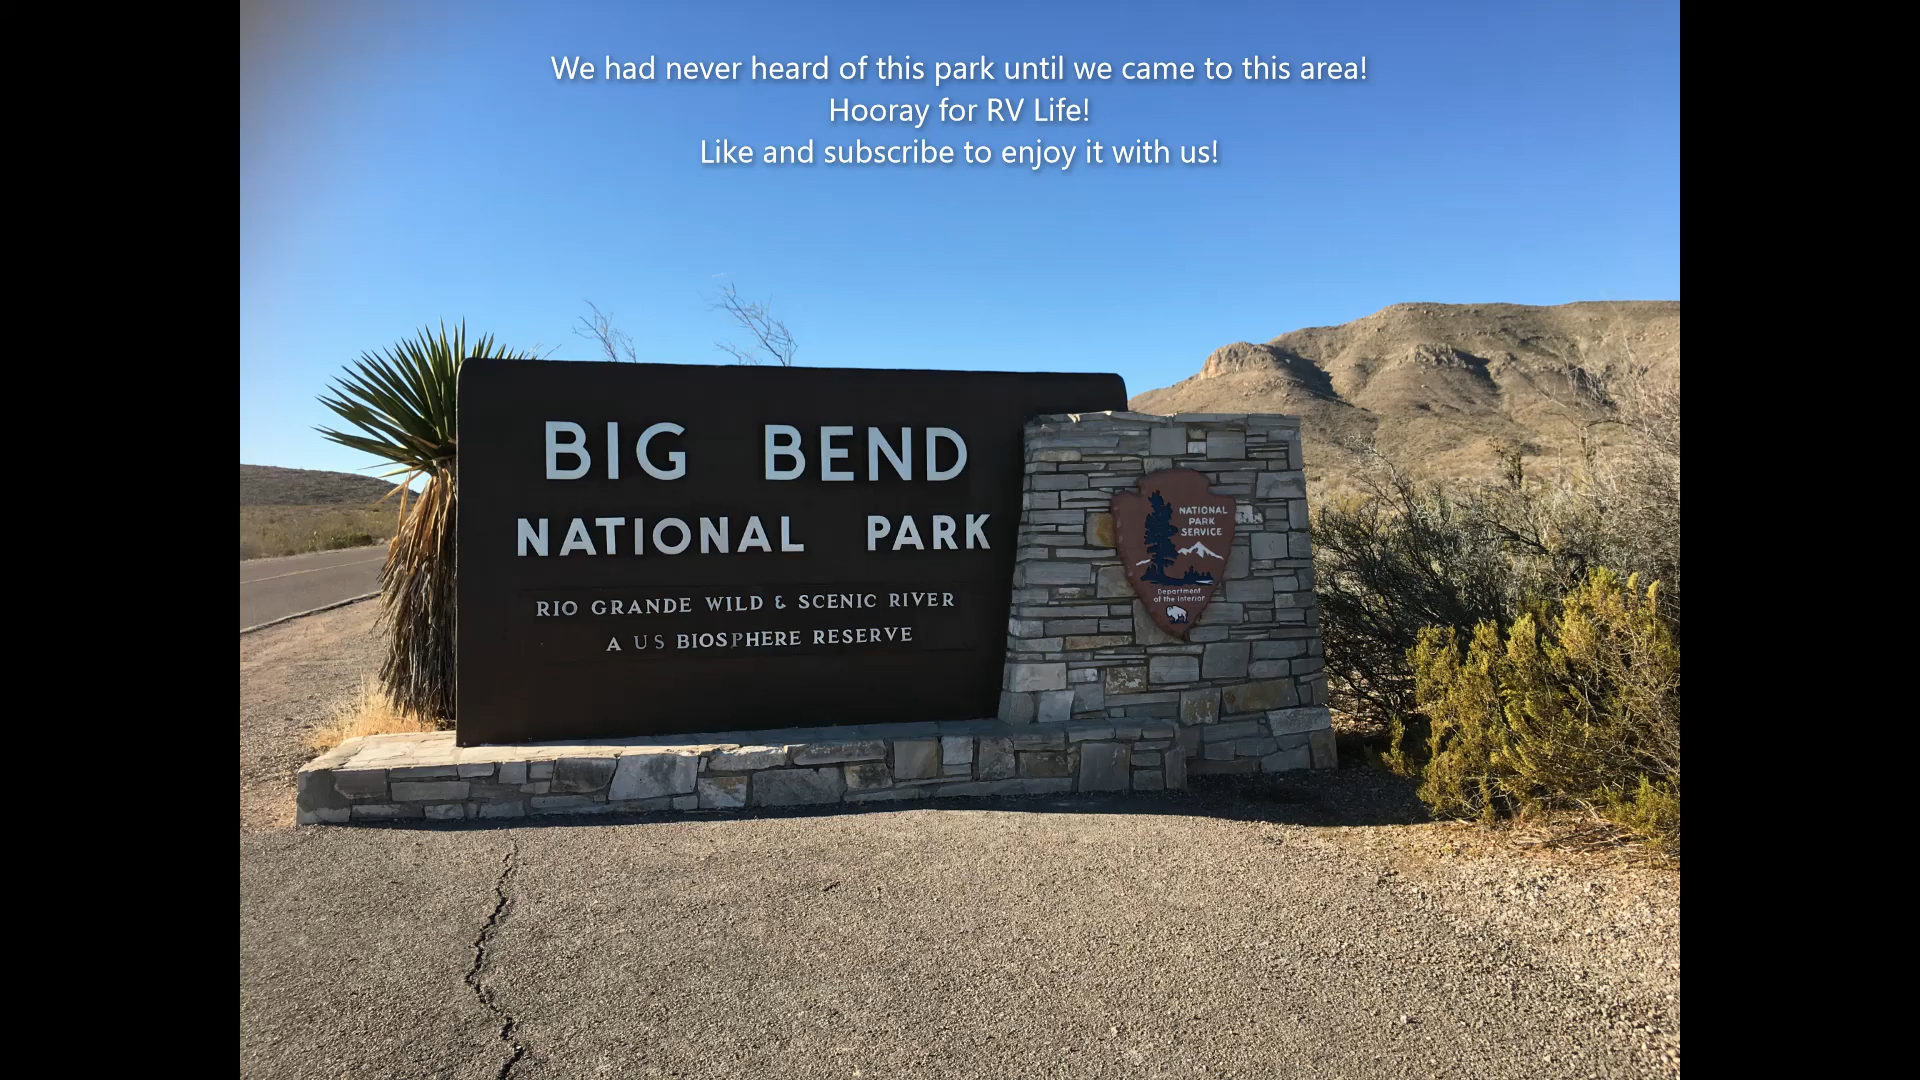 We had never heard of this park until we came to this area!
Hooray for RV Life!
Like and subscribe to enjoy it with us!
BIG BEND
NATIONAL PARK
RIO GRANDE WILD & SCENIC RIVER
A US BIOSPHERE RESERVE
NATIONAL
PARK
SERVICE
Department
of the Interior